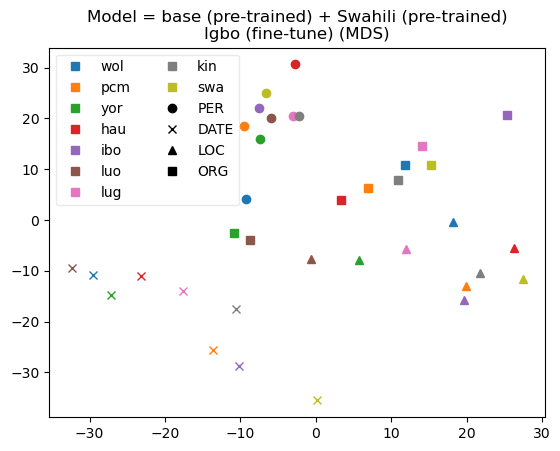 Model = base (pre-trained) + Swahili (pre-trained)
Igbo (fine-tune) (MDS)
wol kin
pcm swa
yor PER
hau DATE
ibo LOC
luo ORG
lug
30
20
10
0
−10
−20
−30
−30 −20 −10 0 10 20 30